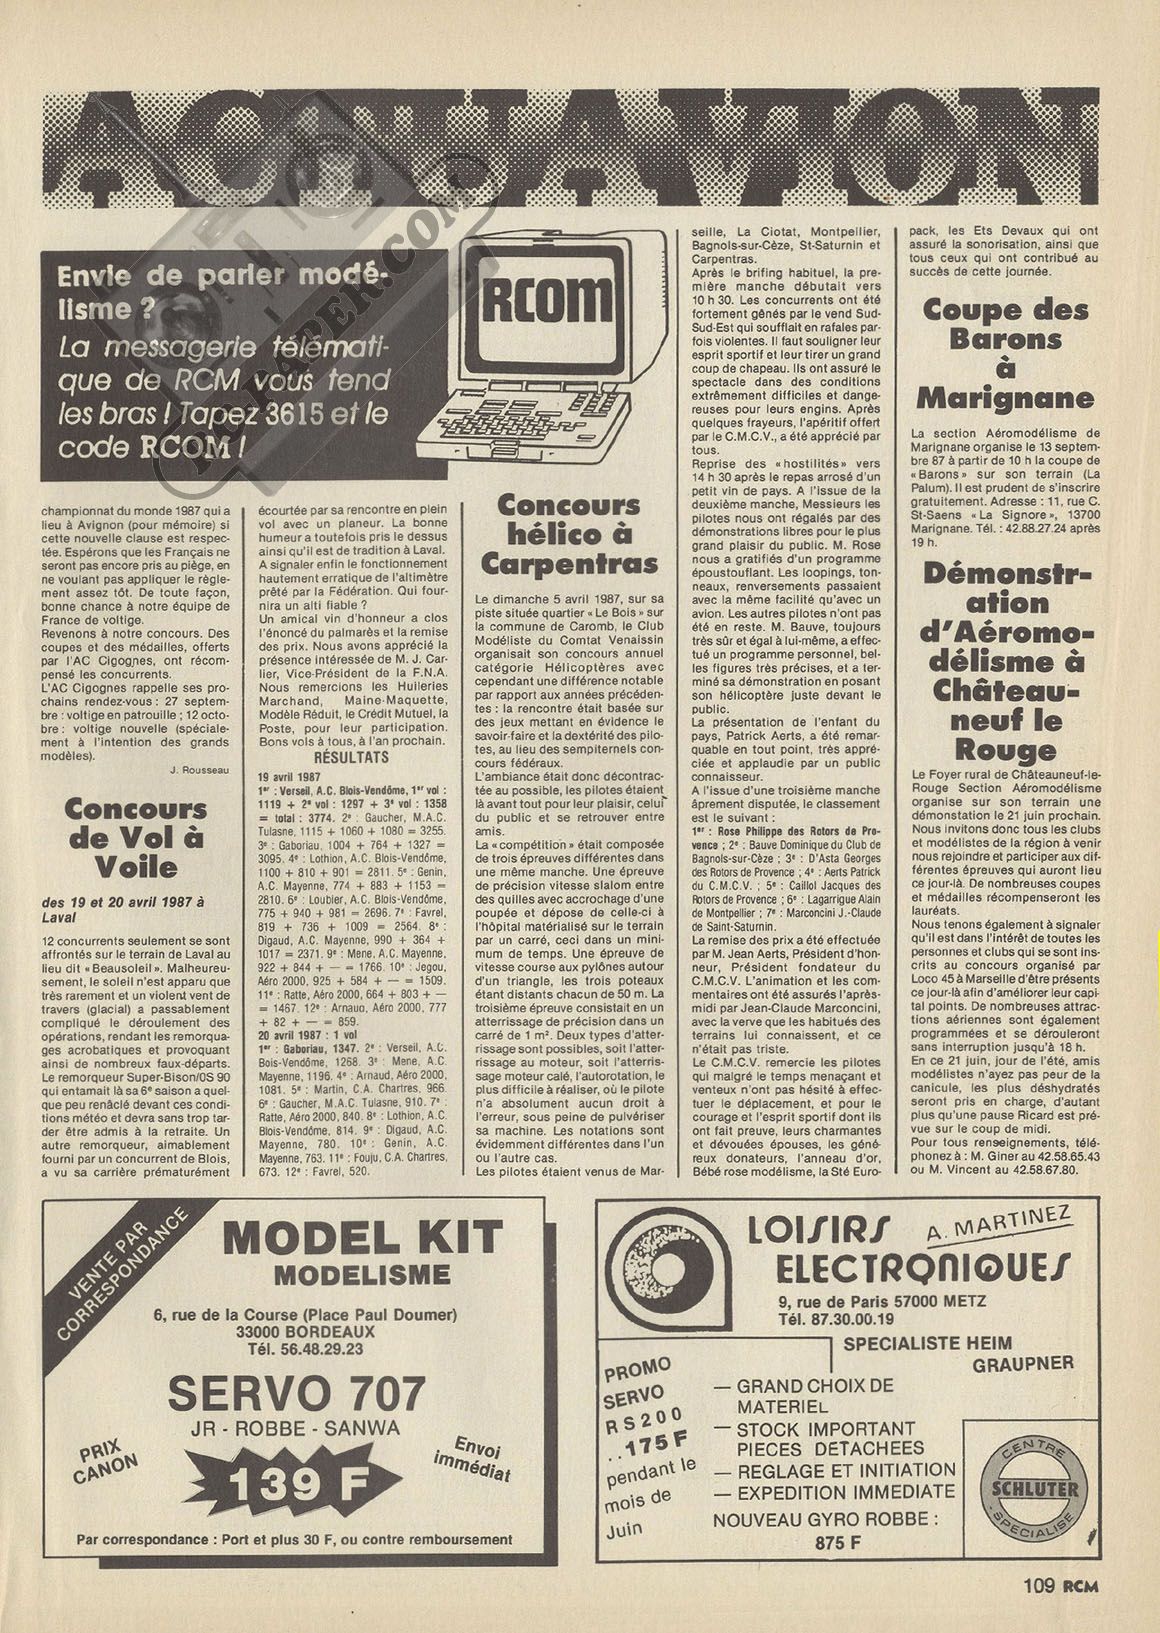 ACTUAVION
Envie de parler modé-
lisme ?
La messagerie télémati-
que de RCM vous tend
les bras ! Tapez 3615 et le
code RCOM !
RCOM
championnat du monde 1987 qui a
lieu à Avignon (pour mémoire) si
cette nouvelle clause est respec-
tée. Espérons que les Français ne
seront pas encore pris au piège, en
ne voulant pas appliquer le règle-
ment assez tôt. De toute façon,
bonne chance à notre équipe de
France de voltige.
Revenons à notre concours. Des
coupes et des médailles, offerts
par l'AC Cigognes, ont récom-
pensé les concurrents.
L'AC Cigognes rappelle ses pro-
chains rendez-vous : 27 septem-
bre : voltige en patrouille ; 12 octo-
bre : voltige nouvelle (spéciale-
ment à l'intention des grands
modèles).
J. Rousseau
Concours
de Vol à
Voile
des 19 et 20 avril 1987 à
Laval
12 concurrents seulement se sont
affrontés sur le terrain de Laval au
lieu dit «Beausoleil». Malheureu-
sement, le soleil n'est apparu que
très rarement et un violent vent de
travers (glacial) a passablement
compliqué le déroulement des
opérations, rendant les remorqua-
ges acrobatiques et provoquant
ainsi de nombreux faux-départs.
Le remorqueur Super-Bison/OS 90
qui entamait là sa 6e saison a quel-
que peu renâclé devant ces condi-
tions météo et devra sans trop tar-
der être admis à la retraite. Un
autre remorqueur, aimablement
fourni par un concurrent de Blois,
a vu sa carrière prématurément
écourtée par sa rencontre en plein
vol avec un planeur. La bonne
humeur a toutefois pris le dessus
ainsi qu'il est de tradition à Laval.
A signaler enfin le fonctionnement
hautement erratique de l'altimètre
prêté par la Fédération. Qui four-
nira un alti fiable ?
Un amical vin d'honneur a clos
l'énoncé du palmarès et la remise
des prix. Nous avons apprécié la
présence intéressée de M. J. Car-
lier, Vice-Président de la F.N.A.
Nous remercions les Huileries
Marchand, Maine-Maquette,
Modèle Réduit, le Crédit Mutuel, la
Poste, pour leur participation.
Bons vols à tous, à l'an prochain.
RÉSULTATS
19 avril 1987
1er : Verseil, A.C. Blois-Vendôme, 1er vol :
1119 + 2e vol : 1297 + 3e vol : 1358
= total : 3774. 2e : Gaucher, M.A.C.
Tulasne, 1115 + 1060 + 1080 = 3255.
3e : Gaboriau. 1004 + 764 + 1327 =
3095. 4e : Lothion, A.C. Blois-Vendôme,
1100 + 810 + 901 = 2811. 5e : Genin,
A.C. Mayenne, 774 + 883 + 1153 =
2810. 6e : Loubier, A.C. Blois-Vendôme,
775 + 940 + 981 = 2696. 7e : Favrel,
819 + 736 + 1009 = 2564. 8e :
Digaud, A.C. Mayenne, 990 + 364 +
1017 = 2371. 9e : Mene, A.C. Mayenne,
922 + 844 + — = 1766. 10e : Jegou,
Aéro 2000, 925 + 584 + — = 1509.
11e : Ratte, Aéro 2000, 664 + 803 + —
= 1467. 12e : Arnaud, Aéro 2000, 777
+ 82 + — = 859.
20 avril 1987 : 1 vol
1er : Gaboriau, 1347. 2e : Verseil, A.C.
Bois-Vendôme, 1268. 3e : Mene, A.C.
Mayenne, 1196. 4e : Arnaud, Aéro 2000,
1081. 5e : Martin, C.A. Chartres, 966.
6e : Gaucher, M.A.C. Tulasne, 910. 7e :
Ratte, Aéro 2000, 840. 8e : Lothion, A.C.
Blois-Vendôme, 814. 9e : Digaud, A.C.
Mayenne, 780. 10e : Genin, A.C.
Mayenne, 763. 11e : Fouju, C.A. Chartres,
673. 12e : Favrel, 520.
Concours
hélico à
Carpentras
Le dimanche 5 avril 1987, sur sa
piste située quartier «Le Bois» sur
la commune de Caromb, le Club
Modéliste du Comtat Venaissin
organisait son concours annuel
catégorie Hélicoptères avec
cependant une différence notable
par rapport aux années précéden-
tes : la rencontre était basée sur
des jeux mettant en évidence le
savoir-faire et la dextérité des pilo-
tes, au lieu des sempiternels con-
cours fédéraux.
L'ambiance était donc décontrac-
tée au possible, les pilotes étaient
là avant tout pour leur plaisir, celui
du public et se retrouver entre
amis.
La «compétition» était composée
de trois épreuves différentes dans
une même manche. Une épreuve
de précision vitesse slalom entre
des quilles avec accrochage d'une
poupée et dépose de celle-ci à
l'hôpital matérialisé sur le terrain
par un carré, ceci dans un mini-
mum de temps. Une épreuve de
vitesse course aux pylônes autour
d'un triangle, les trois poteaux
étant distants chacun de 50 m. La
troisième épreuve consistait en un
atterrissage de précision dans un
carré de 1 m². Deux types d'atter-
rissage sont possibles, soit l'atter-
rissage au moteur, soit l'atterris-
sage moteur calé, l'autorotation, le
plus difficile à réaliser, où le pilote
n'a absolument aucun droit à
l'erreur, sous peine de pulvériser
sa machine. Les notations sont
évidemment différentes dans l'un
ou l'autre cas.
Les pilotes étaient venus de Mar-
seille, La Ciotat, Montpellier,
Bagnols-sur-Cèze, St-Saturnin et
Carpentras.
Après le brifing habituel, la pre-
mière manche débutait vers
10 h 30. Les concurrents ont été
fortement gênés par le vend Sud-
Sud-Est qui soufflait en rafales par-
fois violentes. Il faut souligner leur
esprit sportif et leur tirer un grand
coup de chapeau. Ils ont assuré le
spectacle dans des conditions
extrêmement difficiles et dange-
reuses pour leurs engins. Après
quelques frayeurs, l'apéritif offert
par le C.M.C.V., a été apprécié par
tous.
Reprise des «hostilités» vers
14 h 30 après le repas arrosé d'un
petit vin de pays. A l'issue de la
deuxième manche, Messieurs les
pilotes nous ont régalés par des
démonstrations libres pour le plus
grand plaisir du public. M. Rose
nous a gratifiés d'un programme
époustouflant. Les loopings, ton-
neaux, renversements passaient
avec la même facilité qu'avec un
avion. Les autres pilotes n'ont pas
été en reste. M. Bauve, toujours
très sûr et égal à lui-même, a effec-
tué un programme personnel, bel-
les figures très précises, et a ter-
miné sa démonstration en posant
son hélicoptère juste devant le
public.
La présentation de l'enfant du
pays, Patrick Aerts, a été remar-
quable en tout point, très appré-
ciée et applaudie par un public
connaisseur.
A l'issue d'une troisième manche
âprement disputée, le classement
est le suivant :
1er : Rose Philippe des Rotors de Pro-
vence ; 2e : Bauve Dominique du Club de
Bagnols-sur-Cèze ; 3e : D'Asta Georges
des Rotors de Provence ; 4e : Aerts Patrick
du C.M.C.V. ; 5e : Caillol Jacques des
Rotors de Provence ; 6e : Lagarrigue Alain
de Montpellier ; 7e : Marconcini J.-Claude
de Saint-Saturnin.
La remise des prix a été effectuée
par M. Jean Aerts, Président d'hon-
neur, Président fondateur du
C.M.C.V. L'animation et les com-
mentaires ont été assurés l'après-
midi par Jean-Claude Marconcini,
avec la verve que les habitués des
terrains lui connaissent, et ce
n'était pas triste.
Le C.M.C.V. remercie les pilotes
qui malgré le temps menaçant et
venteux n'ont pas hésité à effec-
tuer le déplacement, et pour le
courage et l'esprit sportif dont ils
ont fait preuve, leurs charmantes
et dévouées épouses, les géné-
reux donateurs, l'anneau d'or,
Bébé rose modélisme, la Sté Euro-
pack, les Ets Devaux qui ont
assuré la sonorisation, ainsi que
tous ceux qui ont contribué au
succès de cette journée.
Coupe des
Barons
à
Marignane
La section Aéromodélisme de
Marignane organise le 13 septem-
bre 87 à partir de 10 h la coupe de
«Barons» sur son terrain (La
Palum). Il est prudent de s'inscrire
gratuitement. Adresse : 11, rue C.
St-Saens «La Signore», 13700
Marignane. Tél. : 42.88.27.24 après
19 h.
Démonstr-
ation
d'Aéromo-
délisme à
Château-
neuf le
Rouge
Le Foyer rural de Châteauneuf-le-
Rouge Section Aéromodélisme
organise sur son terrain une
démonstation le 21 juin prochain.
Nous invitons donc tous les clubs
et modélistes de la région à venir
nous rejoindre et participer aux dif-
férentes épreuves qui auront lieu
ce jour-là. De nombreuses coupes
et médailles récompenseront les
lauréats.
Nous tenons également à signaler
qu'il est dans l'intérêt de toutes les
personnes et clubs qui se sont ins-
crits au concours organisé par
Loco 45 à Marseille d'être présents
ce jour-là afin d'améliorer leur capi-
tal points. De nombreuses attrac-
tions aériennes sont également
programmées et se dérouleront
sans interruption jusqu'à 18 h.
En ce 21 juin, jour de l'été, amis
modélistes n'ayez pas peur de la
canicule, les plus déshydratés
seront pris en charge, d'autant
plus qu'une pause Ricard est pré-
vue sur le coup de midi.
Pour tous renseignements, télé-
phonez à : M. Giner au 42.58.65.43
ou M. Vincent au 42.58.67.80.
VENTE PAR
CORRESPONDANCE
MODEL KIT
MODELISME
6, rue de la Course (Place Paul Doumer)
33000 BORDEAUX
Tél. 56.48.29.23
SERVO 707
JR - ROBBE - SANWA
PRIX
CANON
139 F
Envoi
immédiat
Par correspondance : Port et plus 30 F, ou contre remboursement
LOISIRS
ELECTRONIQUES
A. MARTINEZ
9, rue de Paris 57000 METZ
Tél. 87.30.00.19
SPECIALISTE HEIM
GRAUPNER
PROMO
SERVO
RS200
..175 F
pendant le
mois de
Juin
— GRAND CHOIX DE
MATERIEL
— STOCK IMPORTANT
PIECES DETACHEES
— REGLAGE ET INITIATION
— EXPEDITION IMMEDIATE
NOUVEAU GYRO ROBBE :
875 F
CENTRE
SCHLUTER
SPECIALISE
109 RCM